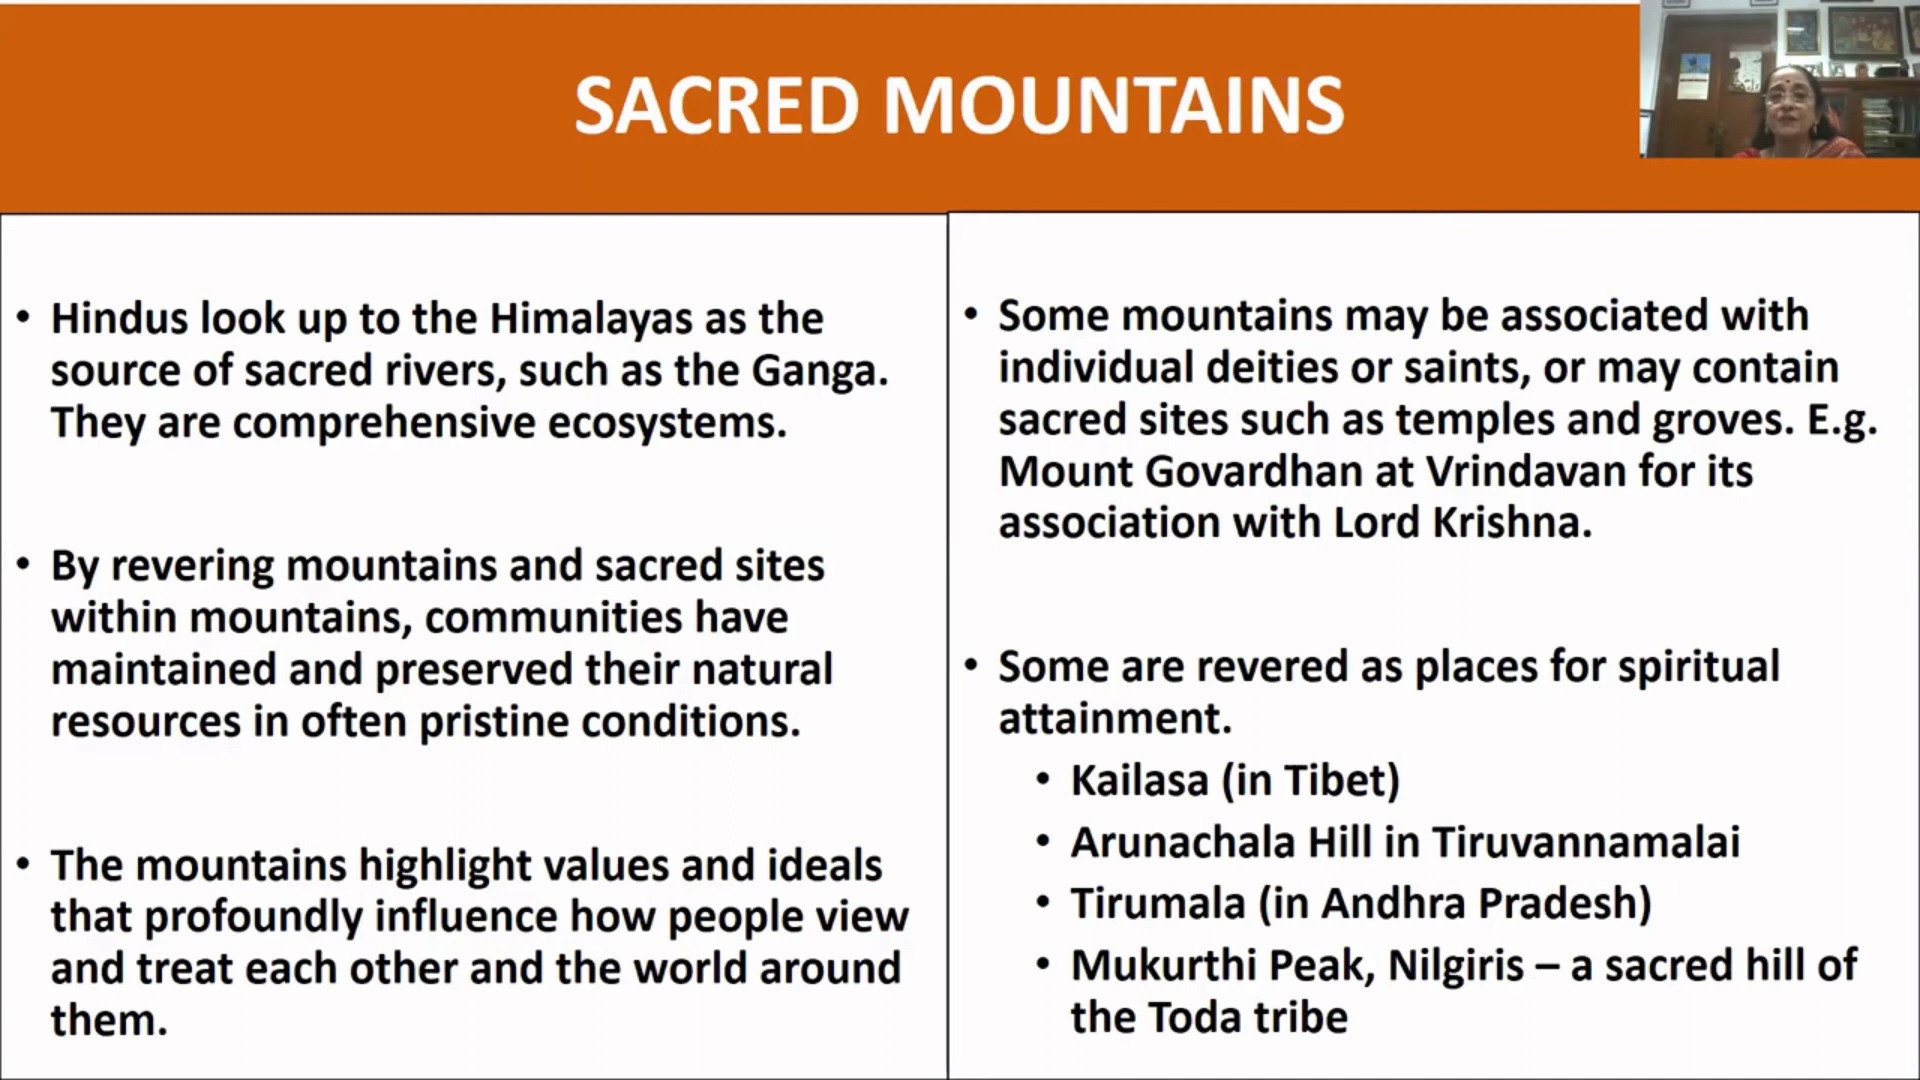 SACRED MOUNTAINS
• Hindus look up to the Himalayas as the
source of sacred rivers, such as the Ganga.
They are comprehensive ecosystems.
• By revering mountains and sacred sites
within mountains, communities have
maintained and preserved their natural
resources in often pristine conditions.
• The mountains highlight values and ideals
that profoundly influence how people view
and treat each other and the world around
them.
• Some mountains may be associated with
individual deities or saints, or may contain
sacred sites such as temples and groves. E.g.
Mount Govardhan at Vrindavan for its
association with Lord Krishna.
• Some are revered as places for spiritual
attainment.
• Kailasa (in Tibet)
• Arunachala Hill in Tiruvannamalai
• Tirumala (in Andhra Pradesh)
• Mukurthi Peak, Nilgiris – a sacred hill of
the Toda tribe